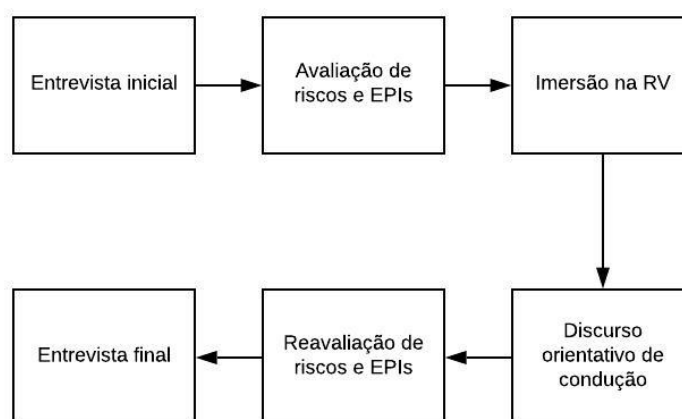 Entrevista inicial
Avaliação de
riscos e EPIs
Imersão na RV
Entrevista final
Reavaliação de
riscos e EPIs
Discurso
orientativo de
condução